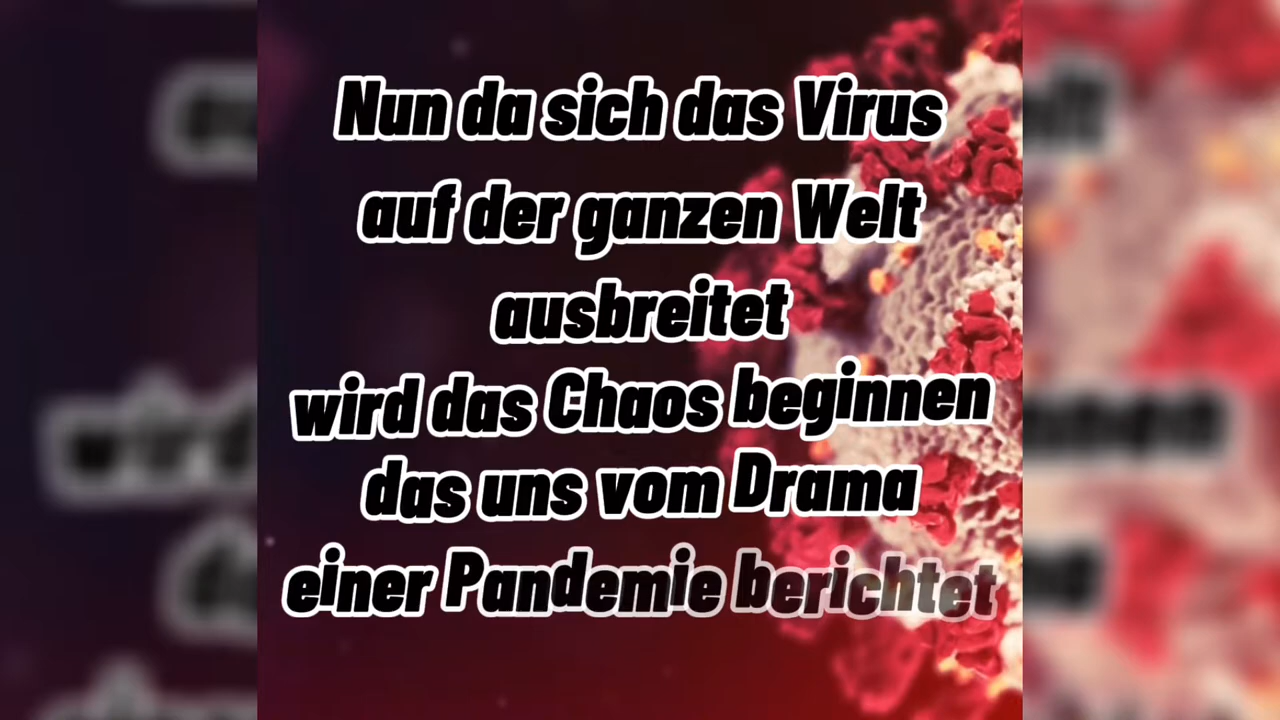 Nun da sich das Virus
auf der ganzen Welt
ausbreitet
wird das Chaos beginnen
das uns vom Drama
einer Pandemie berichtet